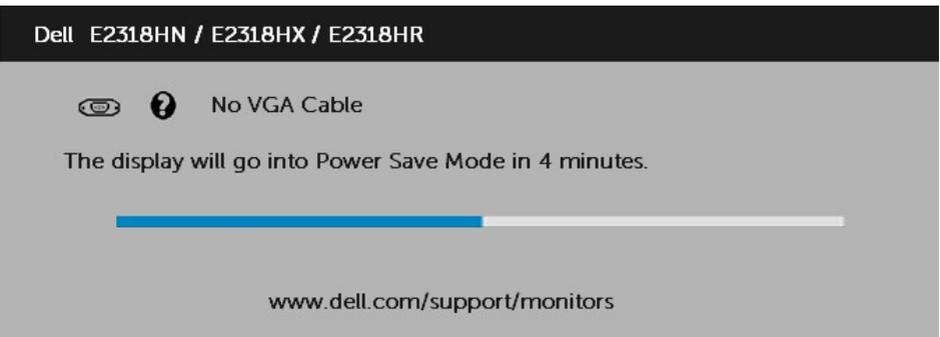 Dell E2318HN / E2318HX / E2318HR
No VGA Cable
The display will go into Power Save Mode in 4 minutes.
www.dell.com/support/monitors